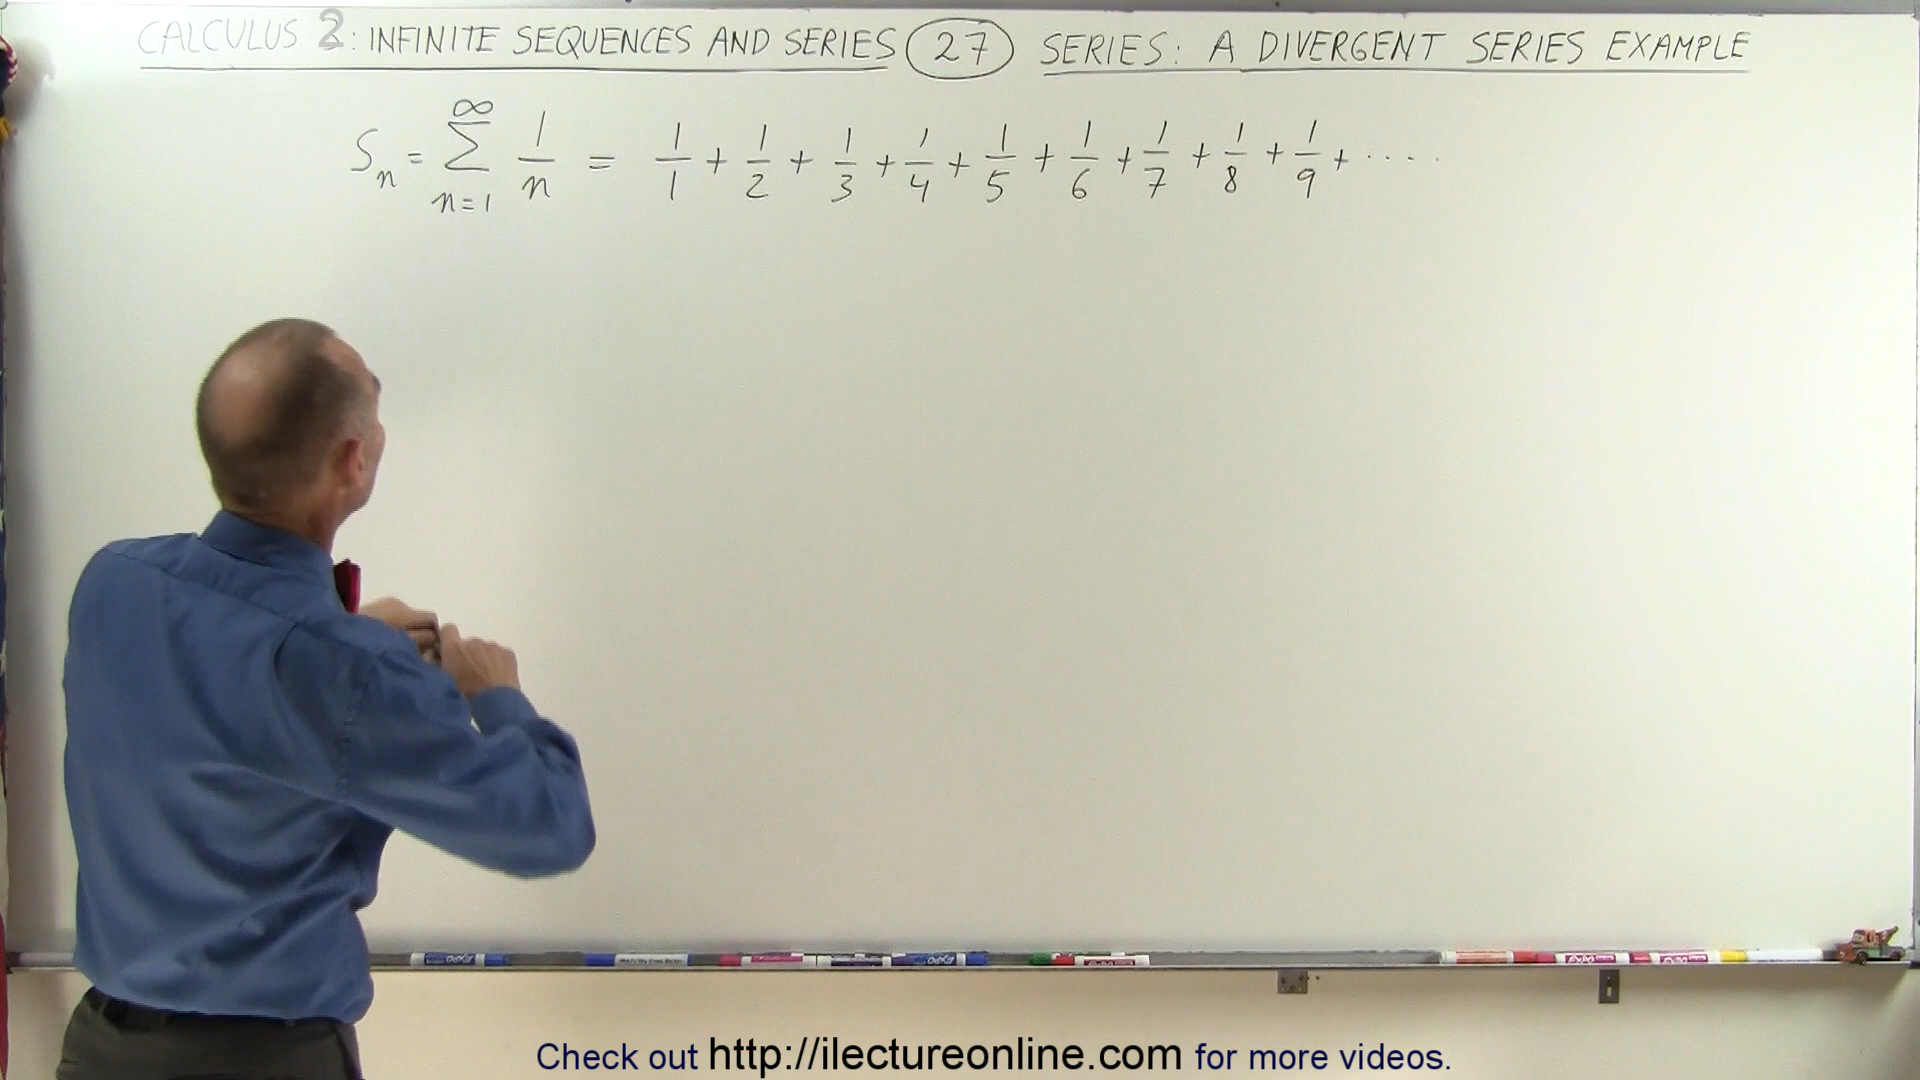 CALCULUS 2: INFINITE SEQUENCES AND SERIES 27 SERIES: A DIVERGENT SERIES EXAMPLE
Sₙ = ∞ ∑ n=1 1/n = 1/1 + 1/2 + 1/3 + 1/4 + 1/5 + 1/6 + 1/7 + 1/8 + 1/9 + ....
Check out http://ilectureonline.com for more videos.